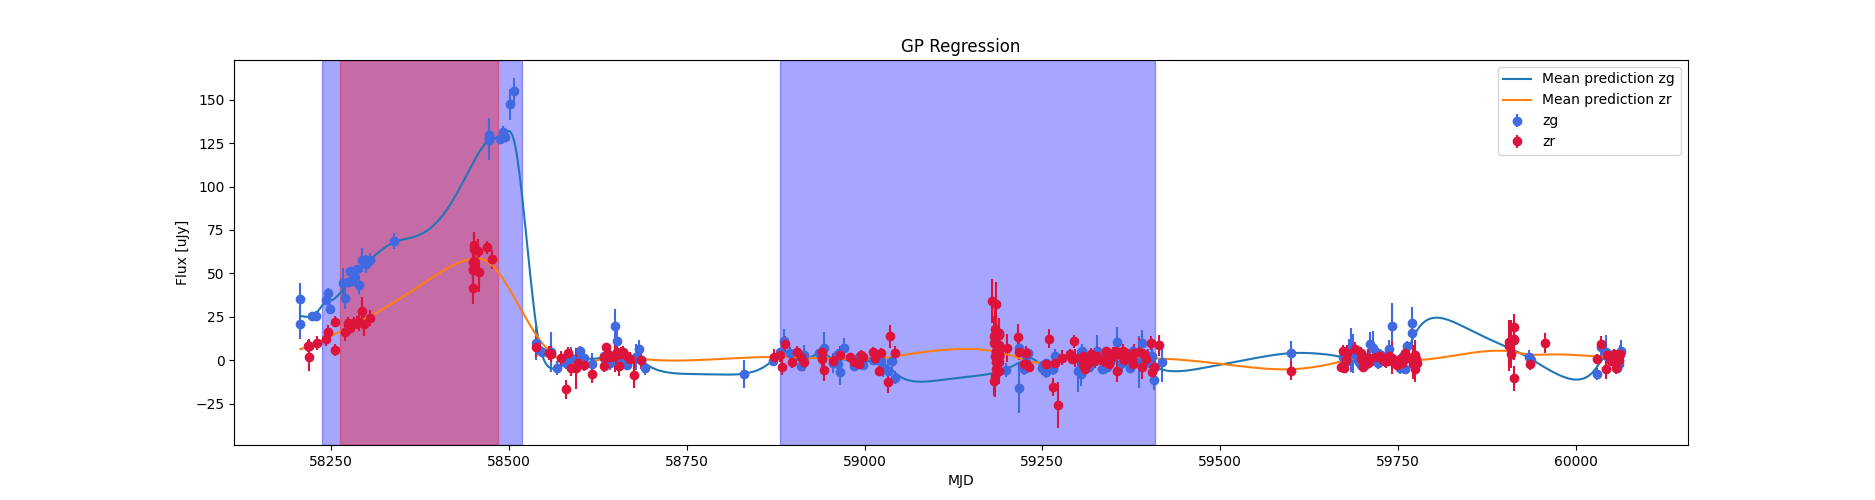 GP Regression
Mean prediction zg
Mean prediction zr
zg
zr
Flux [uJy]
150
125
100
75
50
25
0
−25
58250 58500 58750 59000 59250 59500 59750 60000
MJD